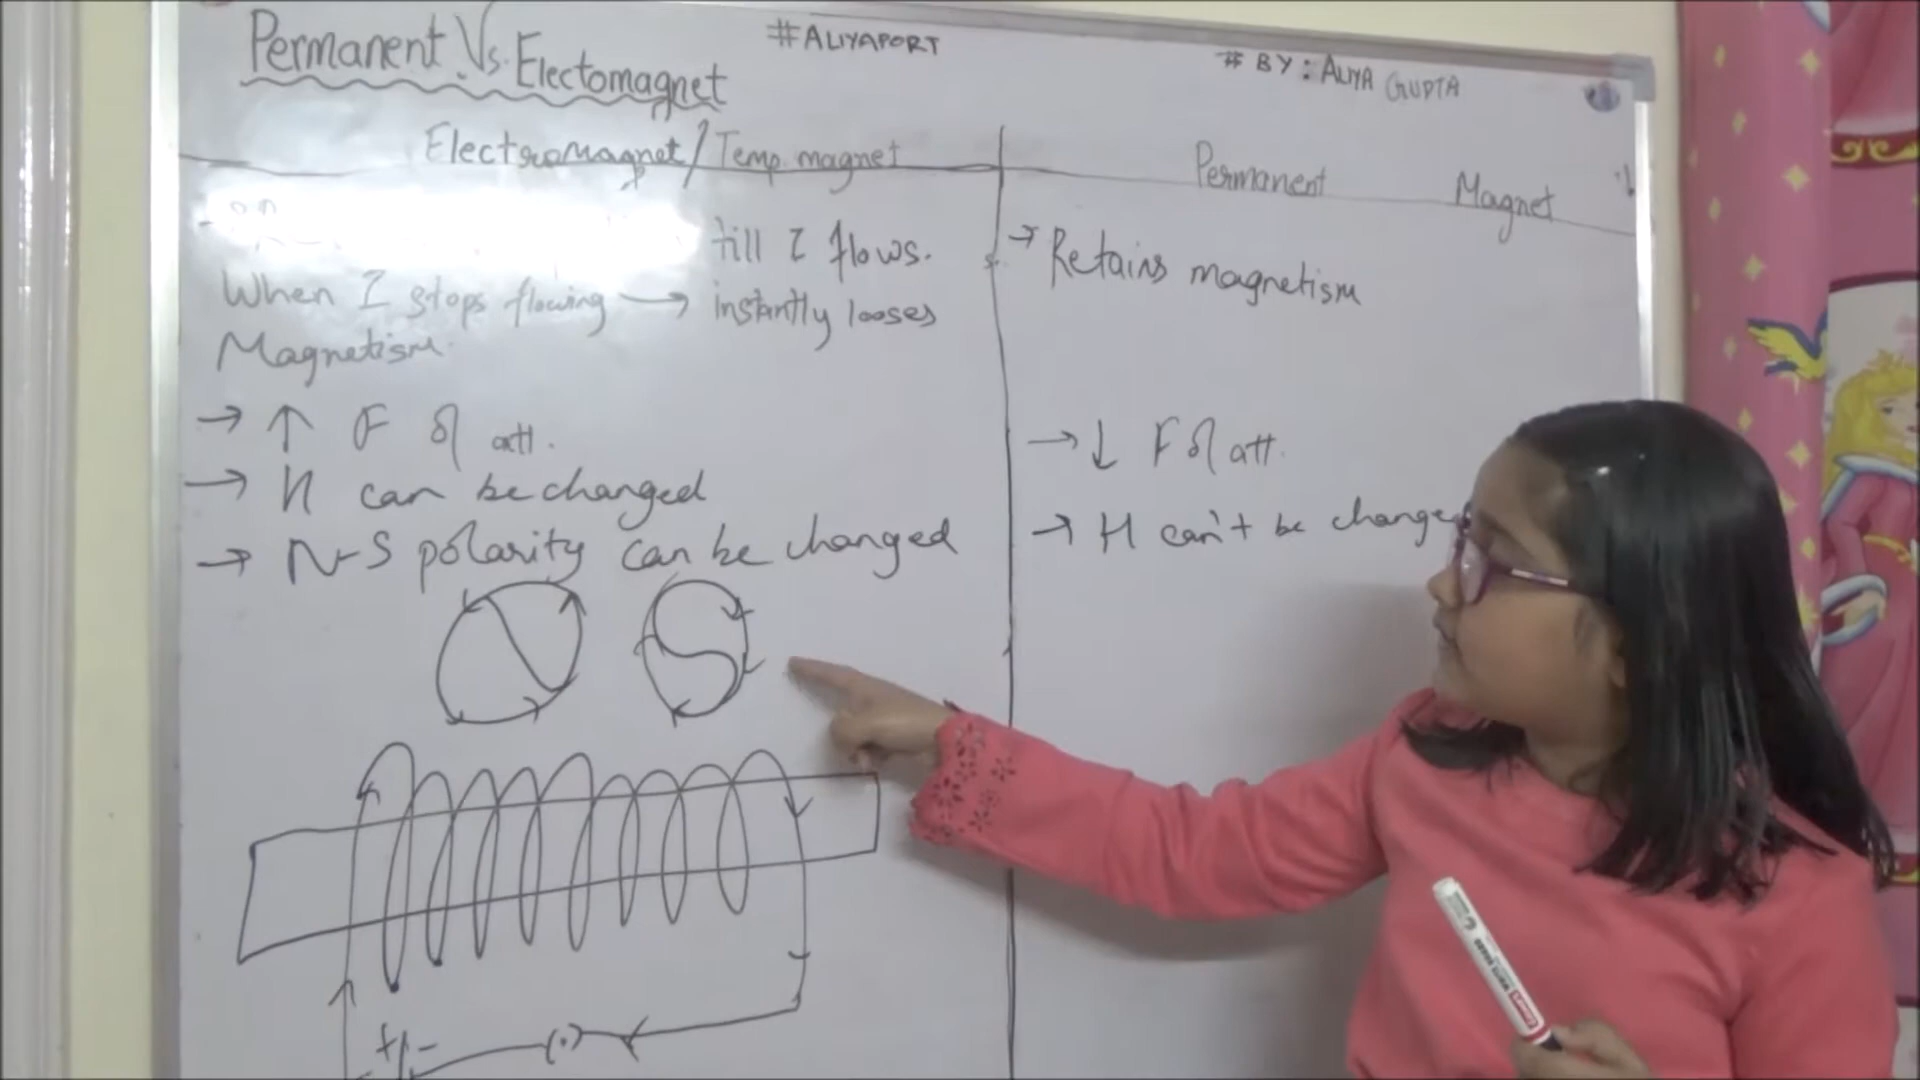 Permanent Vs. Electomagnet
#ALIYAPORT
# BY: ALIYA GUPTA
Electromagnet/Temp. magnet
till I flows.
When I stops flowing → instantly looses
Magnetism.
→ ↑ F of att.
→ H can be changed
→ N-S polarity can be changed
N S
+ -
(.)
Permanent Magnet
→ Retains magnetism
→ ↓ F of att.
→ H can't be change